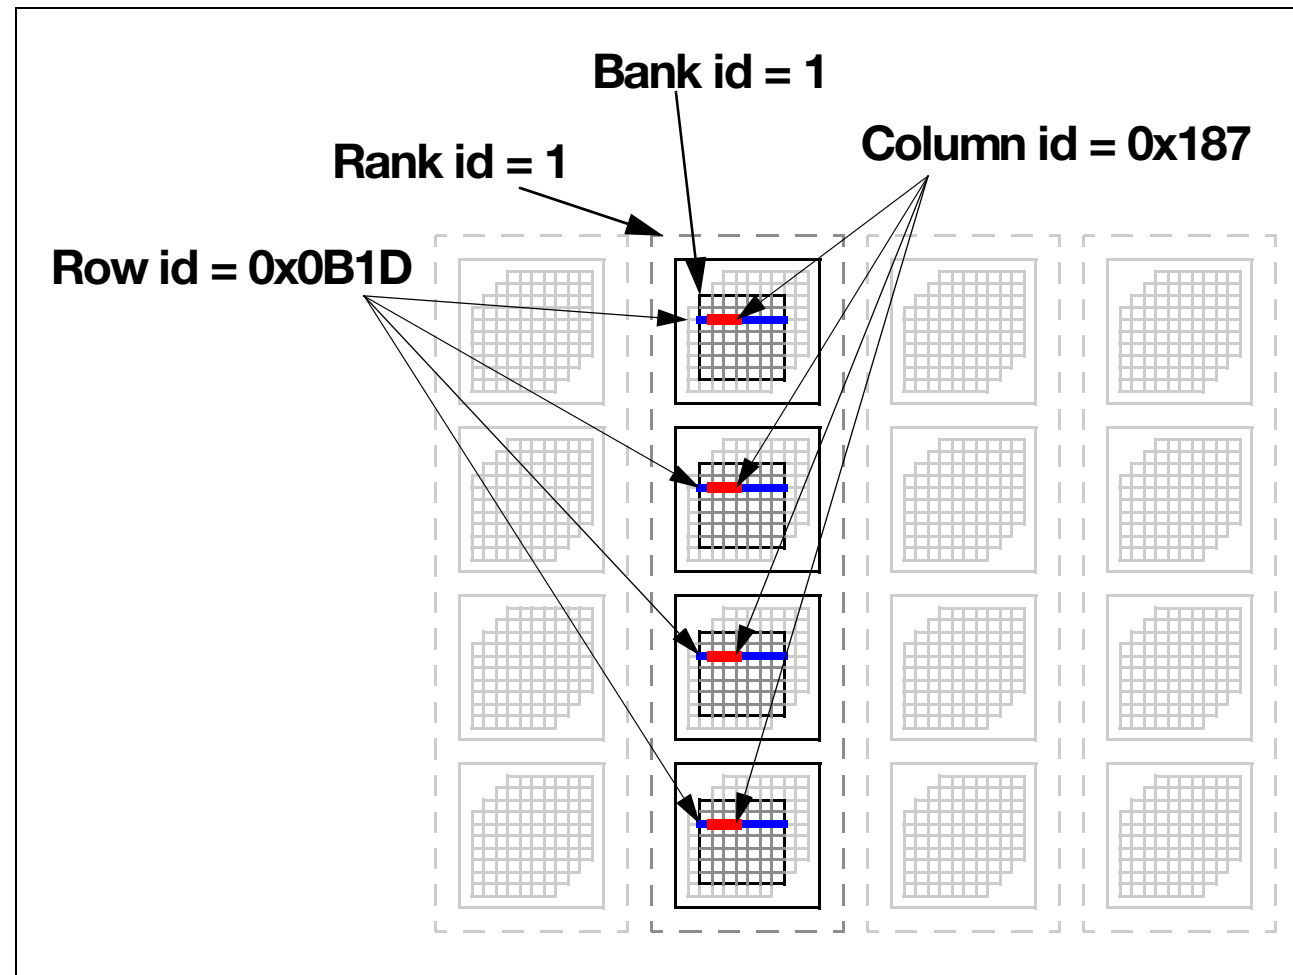 Bank id = 1
Column id = 0x187
Rank id = 1
Row id = 0x0B1D